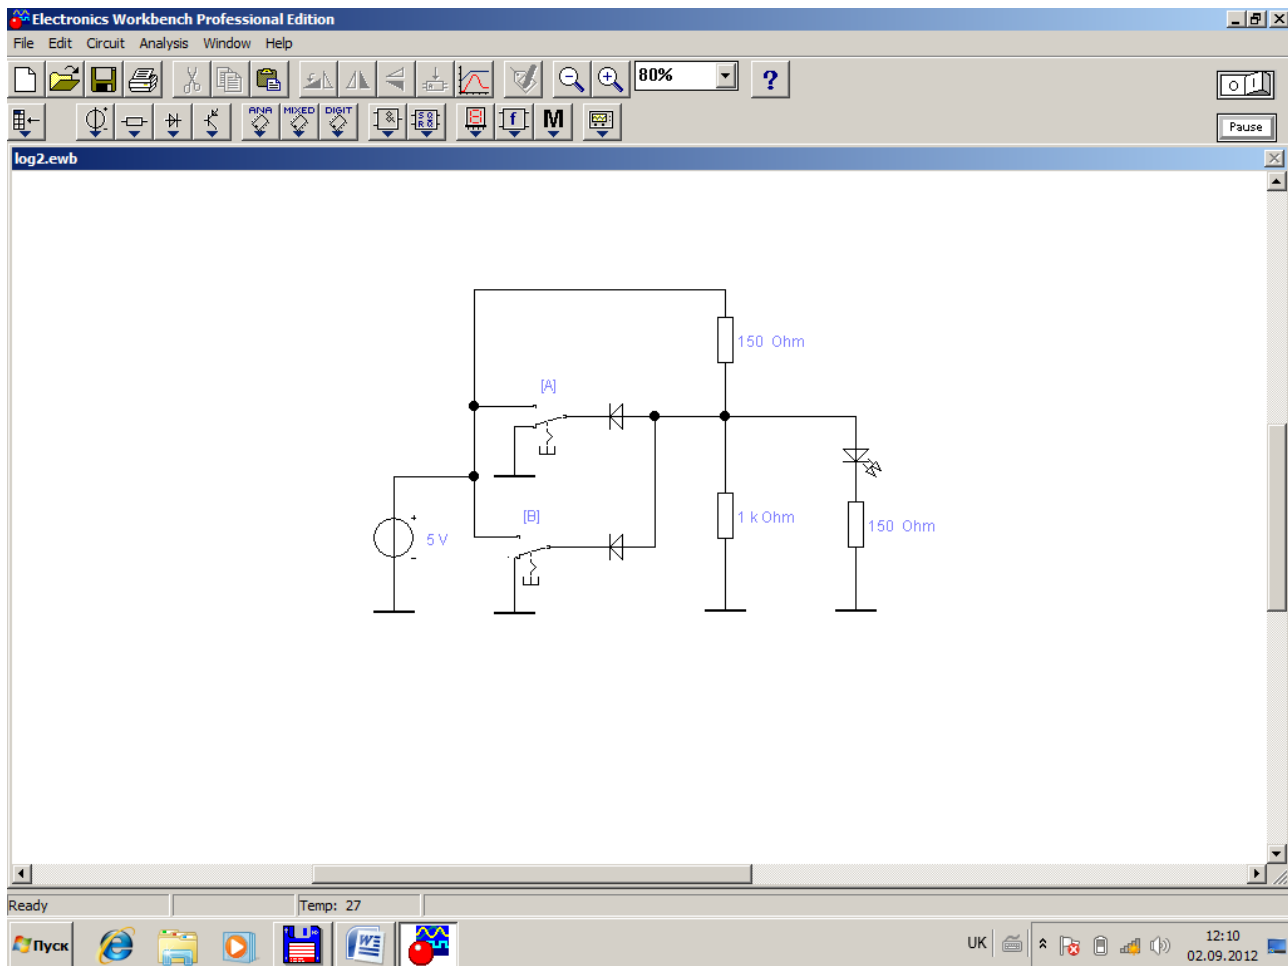 Electronics Workbench Professional Edition
File Edit Circuit Analysis Window Help
80%
?
ANA MIXED DIGIT
M
Pause
log2.ewb
150 Ohm
[A]
[B]
5 V
1 k Ohm
150 Ohm
Ready
Temp: 27
Пуск
UK
12:10
02.09.2012